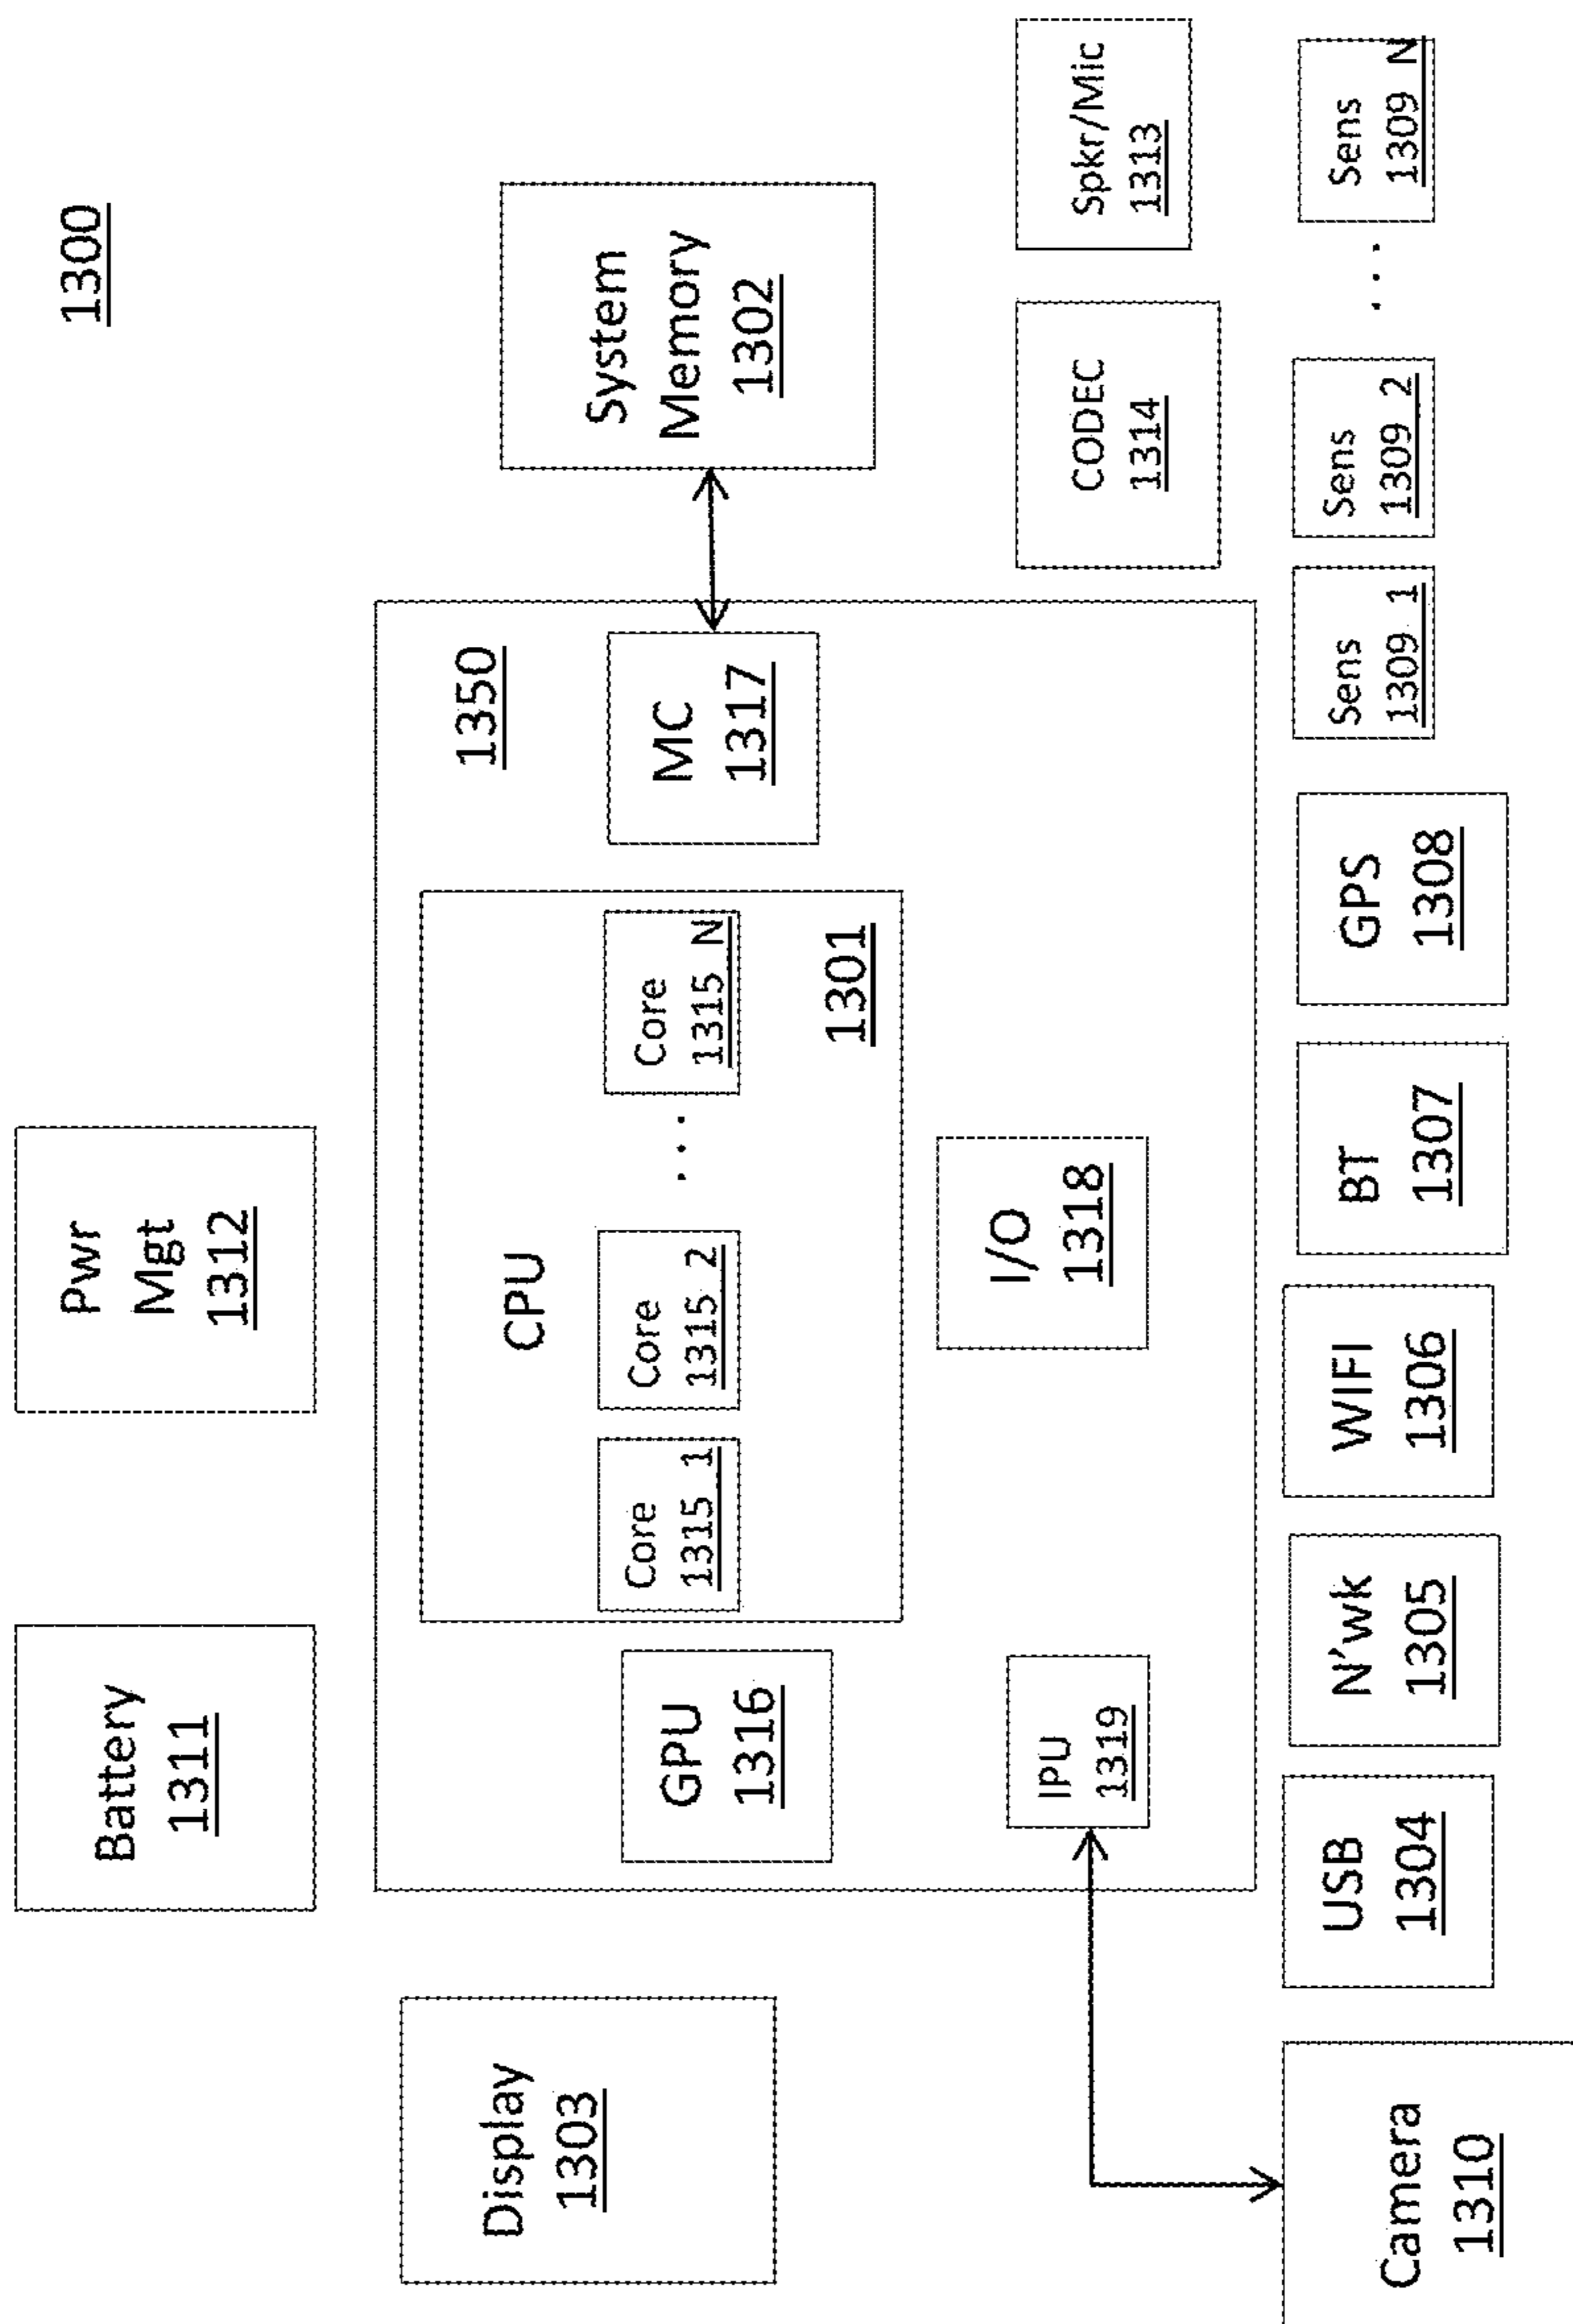 1300
Battery
1311
Pwr
Mgt
1312
Display
1303
1350
CPU
Core
1315_1
Core
1315_2
...
Core
1315_N
1301
GPU
1316
MC
1317
System
Memory
1302
IPU
1319
I/O
1318
CODEC
1314
Spkr/Mic
1313
Camera
1310
USB
1304
N'wk
1305
WIFI
1306
BT
1307
GPS
1308
Sens
1309_1
Sens
1309_2
...
Sens
1309_N